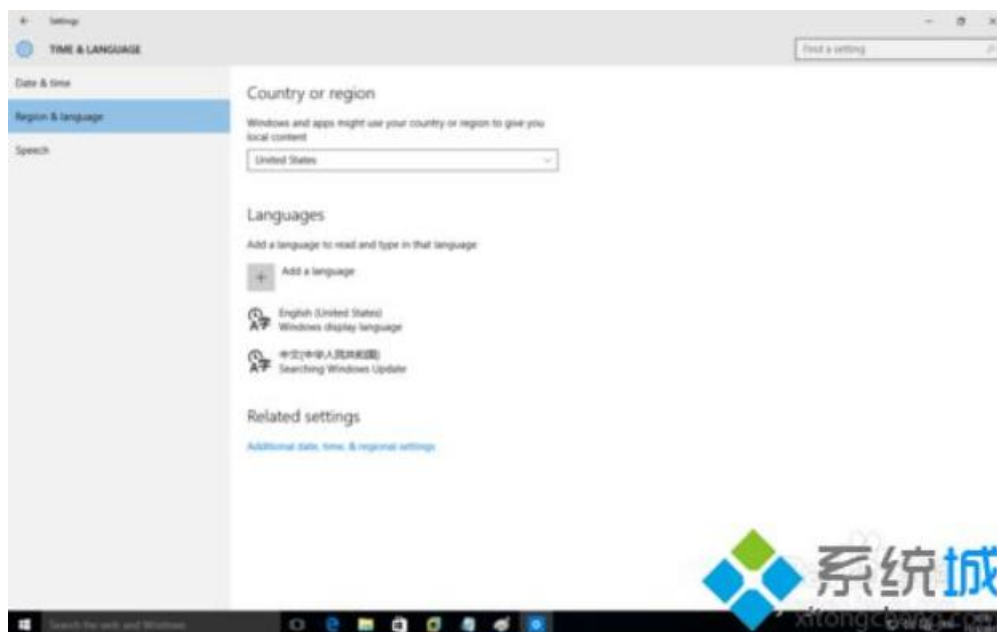 Settings
TIME & LANGUAGE
Find a setting
Date & time
Region & language
Speech
Country or region
Windows and apps might use your country or region to give you
local content
United States
Languages
Add a language to read and type in that language
Add a language
English (United States)
Windows display language
中文(中华人民共和国)
Searching Windows Update
Related settings
Additional date, time, & regional settings
系统城
xitongcheng.com
Search the web and Windows